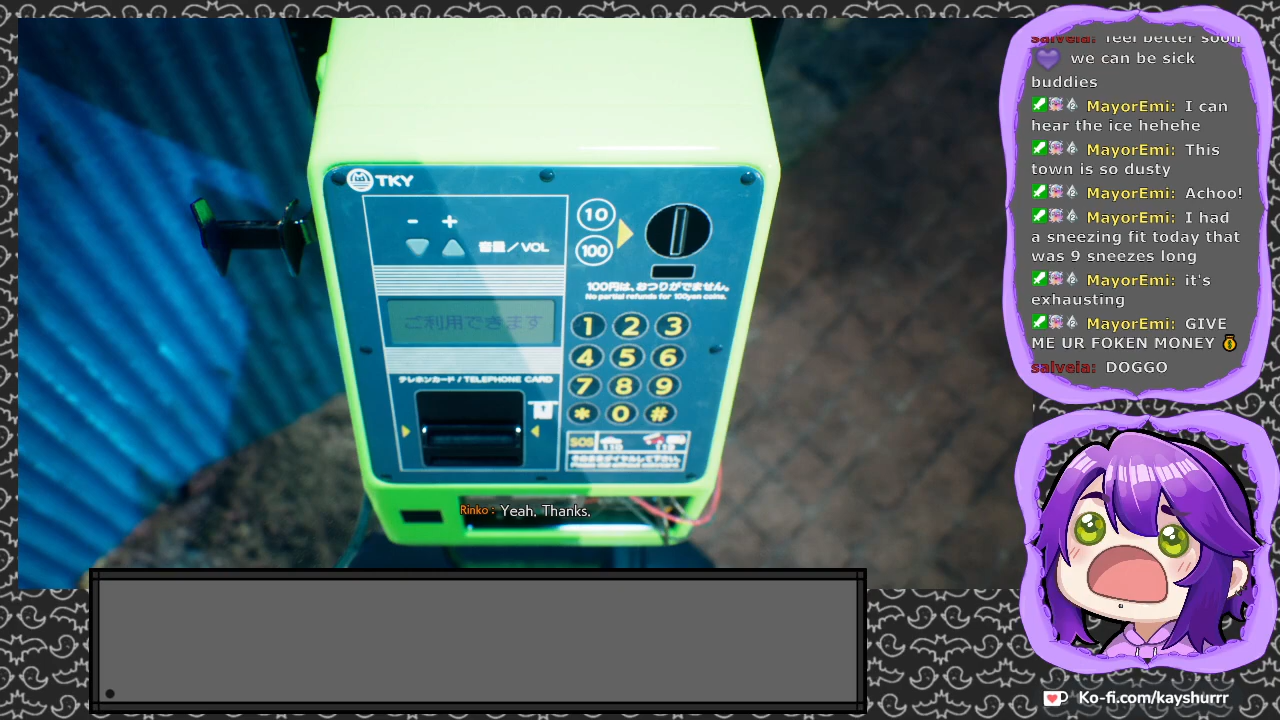 TKY
- +
音量／VOL
10
100
100円は、おつりがでません。
No partial refunds for 100yen coins.
ご利用できます
1 2 3
4 5 6
7 8 9
* 0 #
テレホンカード / TELEPHONE CARD
SOS
110
119
Rinko: Yeah. Thanks.
salveia: feel better soon
we can be sick
buddies
MayorEmi: I can
hear the ice hehehe
MayorEmi: This
town is so dusty
MayorEmi: Achoo!
MayorEmi: I had
a sneezing fit today that
was 9 sneezes long
MayorEmi: it's
exhausting
MayorEmi: GIVE
ME UR FOKEN MONEY
salveia: DOGGO
Ko-fi.com/kayshurrr